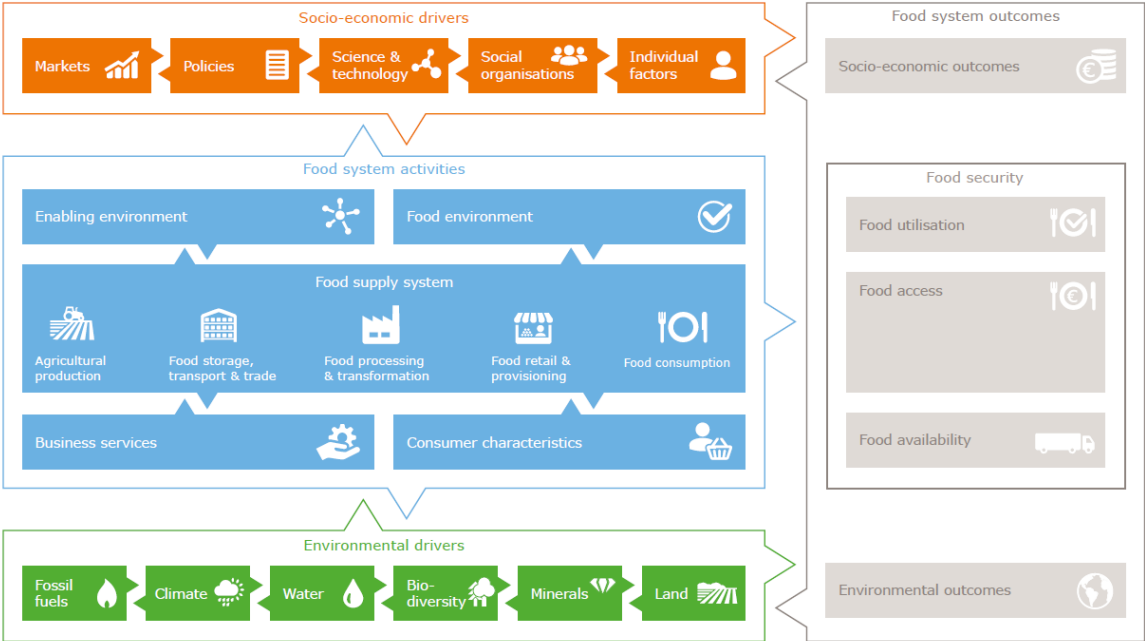 Socio-economic drivers
Markets
Policies
Science &
technology
Social
organisations
Individual
factors
Food system activities
Enabling environment
Food environment
Food supply system
Agricultural
production
Food storage,
transport & trade
Food processing
& transformation
Food retail &
provisioning
Food consumption
Business services
Consumer characteristics
Environmental drivers
Fossil
fuels
Climate
Water
Bio-
diversity
Minerals
Land
Food system outcomes
Socio-economic outcomes
€
Food security
Food utilisation
Food access
€
Food availability
Environmental outcomes